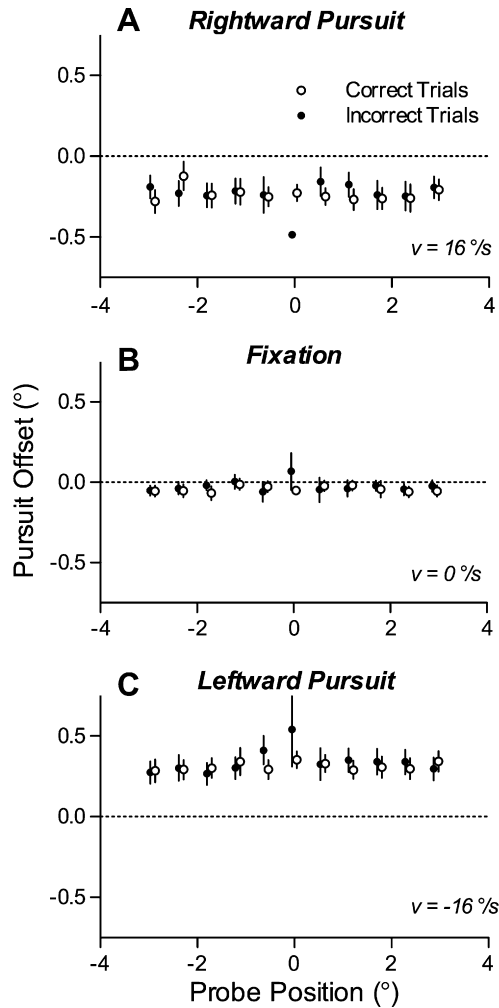 A Rightward Pursuit
Correct Trials
Incorrect Trials
0.5
0.0
-0.5
v = 16 °/s
-4 -2 0 2 4
B Fixation
0.5
0.0
-0.5
v = 0 °/s
-4 -2 0 2 4
Pursuit Offset (°)
C Leftward Pursuit
0.5
0.0
-0.5
v = -16 °/s
-4 -2 0 2 4
Probe Position (°)